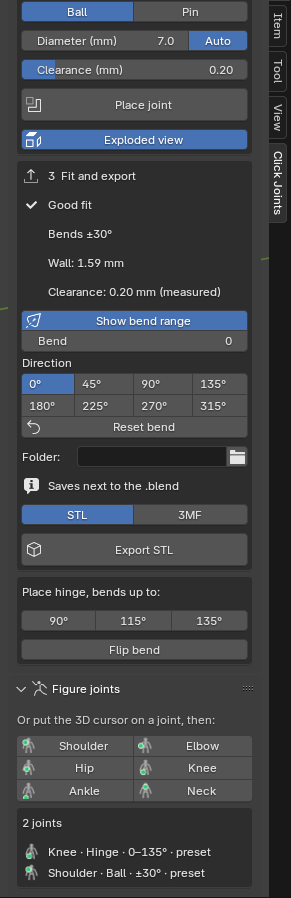 Ball Pin
Diameter (mm) 7.0 Auto
Clearance (mm) 0.20
Place joint
Exploded view
3 Fit and export
Good fit
Bends ±30°
Wall: 1.59 mm
Clearance: 0.20 mm (measured)
Show bend range
Bend 0
Direction
0° 45° 90° 135°
180° 225° 270° 315°
Reset bend
Folder:
Saves next to the .blend
STL 3MF
Export STL
Place hinge, bends up to:
90° 115° 135°
Flip bend
Figure joints
Or put the 3D cursor on a joint, then:
Shoulder Elbow
Hip Knee
Ankle Neck
2 joints
Knee · Hinge · 0–135° · preset
Shoulder · Ball · ±30° · preset
Item
Tool
View
Click Joints